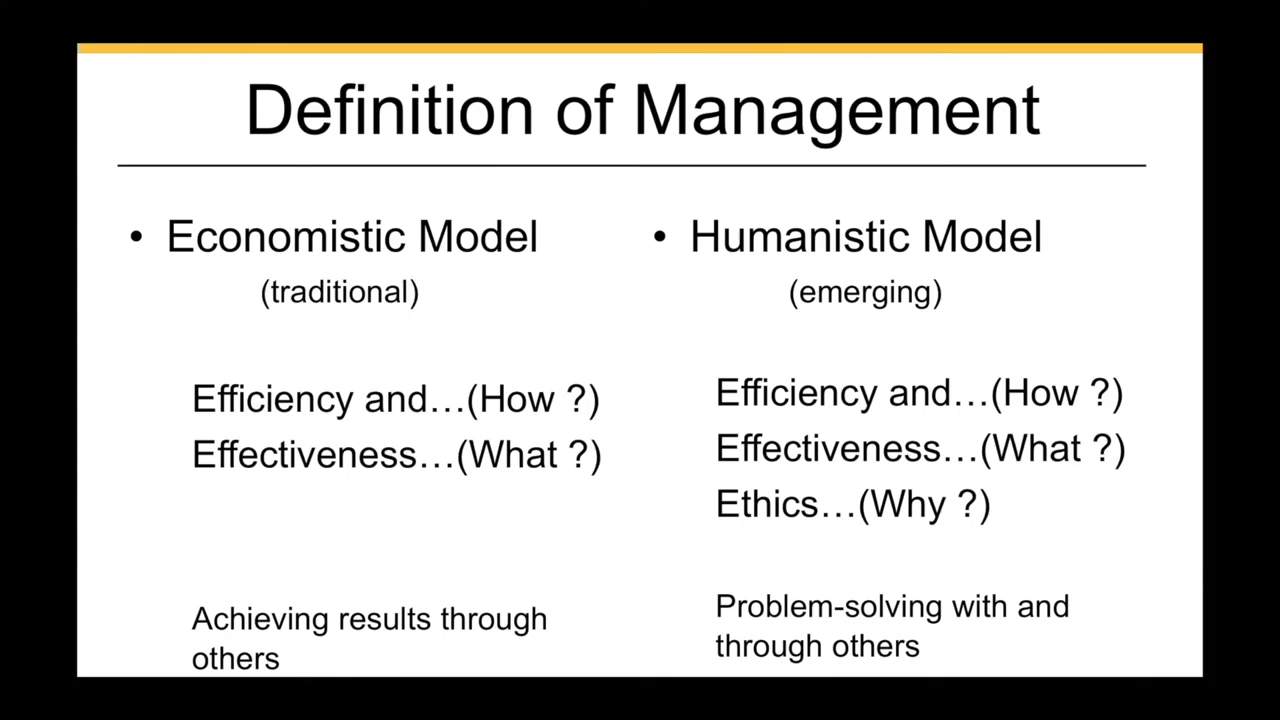 Definition of Management
• Economistic Model
(traditional)
Efficiency and…(How ?)
Effectiveness…(What ?)
Achieving results through
others
• Humanistic Model
(emerging)
Efficiency and…(How ?)
Effectiveness…(What ?)
Ethics…(Why ?)
Problem-solving with and
through others